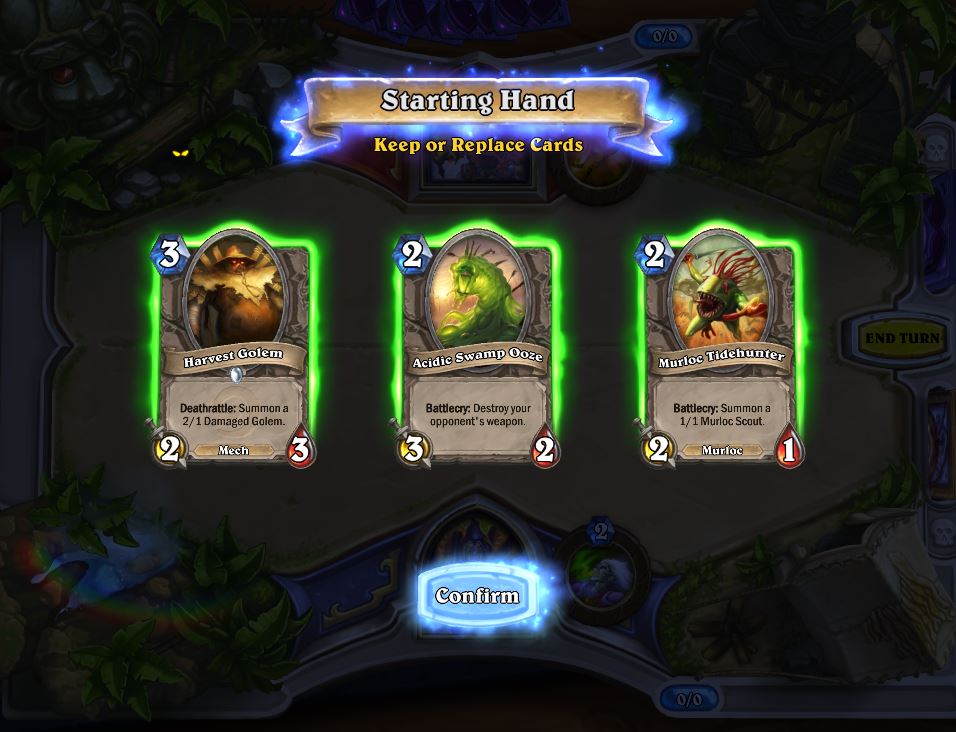 0/0
Starting Hand
Keep or Replace Cards
3
2
2
Harvest Golem
Acidic Swamp Ooze
Murloc Tidehunter
END TURN
Deathrattle: Summon a
2/1 Damaged Golem.
Battlecry: Destroy your
opponent's weapon.
Battlecry: Summon a
1/1 Murloc Scout.
2
Mech
3
3
2
2
Murloc
1
2
Confirm
0/0